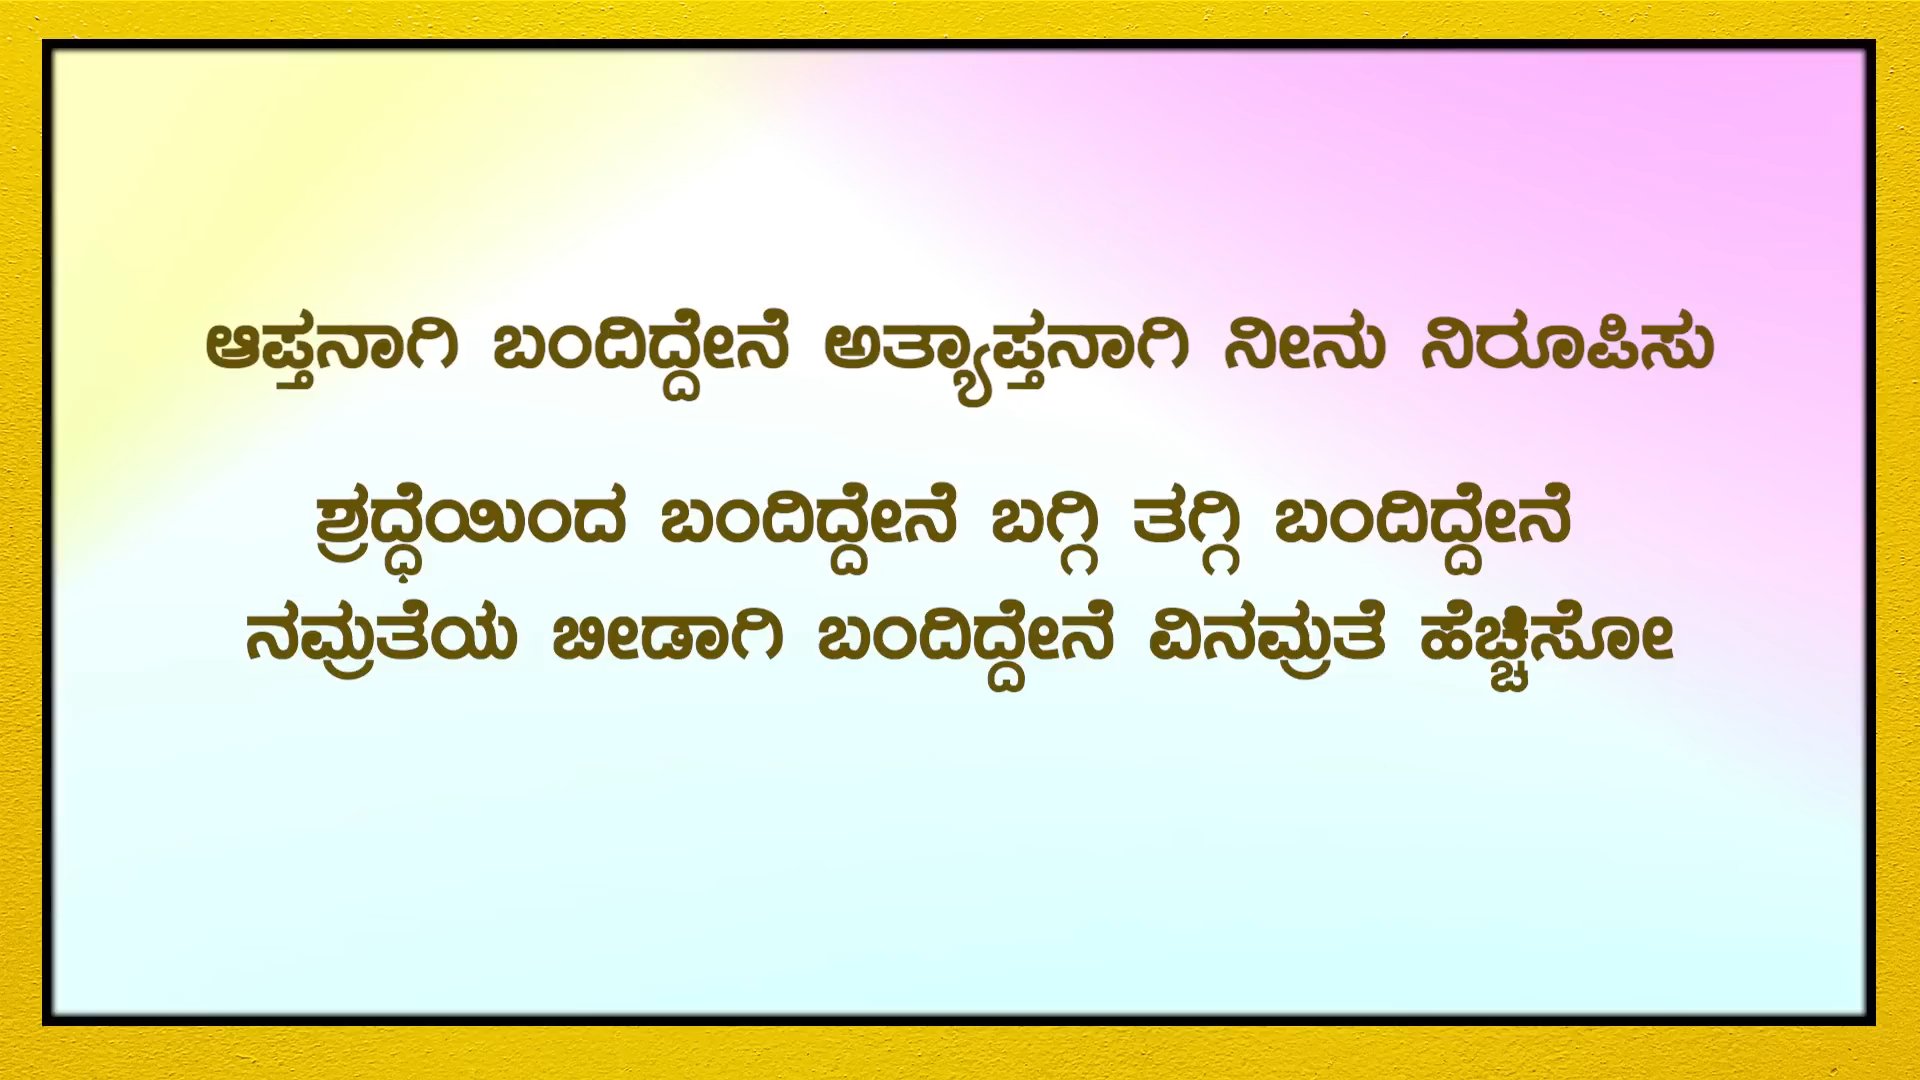 ಆಪ್ತನಾಗಿ ಬಂದಿದ್ದೇನೆ ಅತ್ಯಾಪ್ತನಾಗಿ ನೀನು ನಿರೂಪಿಸು
ಶ್ರದ್ಧೆಯಿಂದ ಬಂದಿದ್ದೇನೆ ಬಗ್ಗಿ ತಗ್ಗಿ ಬಂದಿದ್ದೇನೆ
ನಮ್ರತೆಯ ಬೀಡಾಗಿ ಬಂದಿದ್ದೇನೆ ವಿನಮ್ರತೆ ಹೆಚ್ಚಿಸೋ